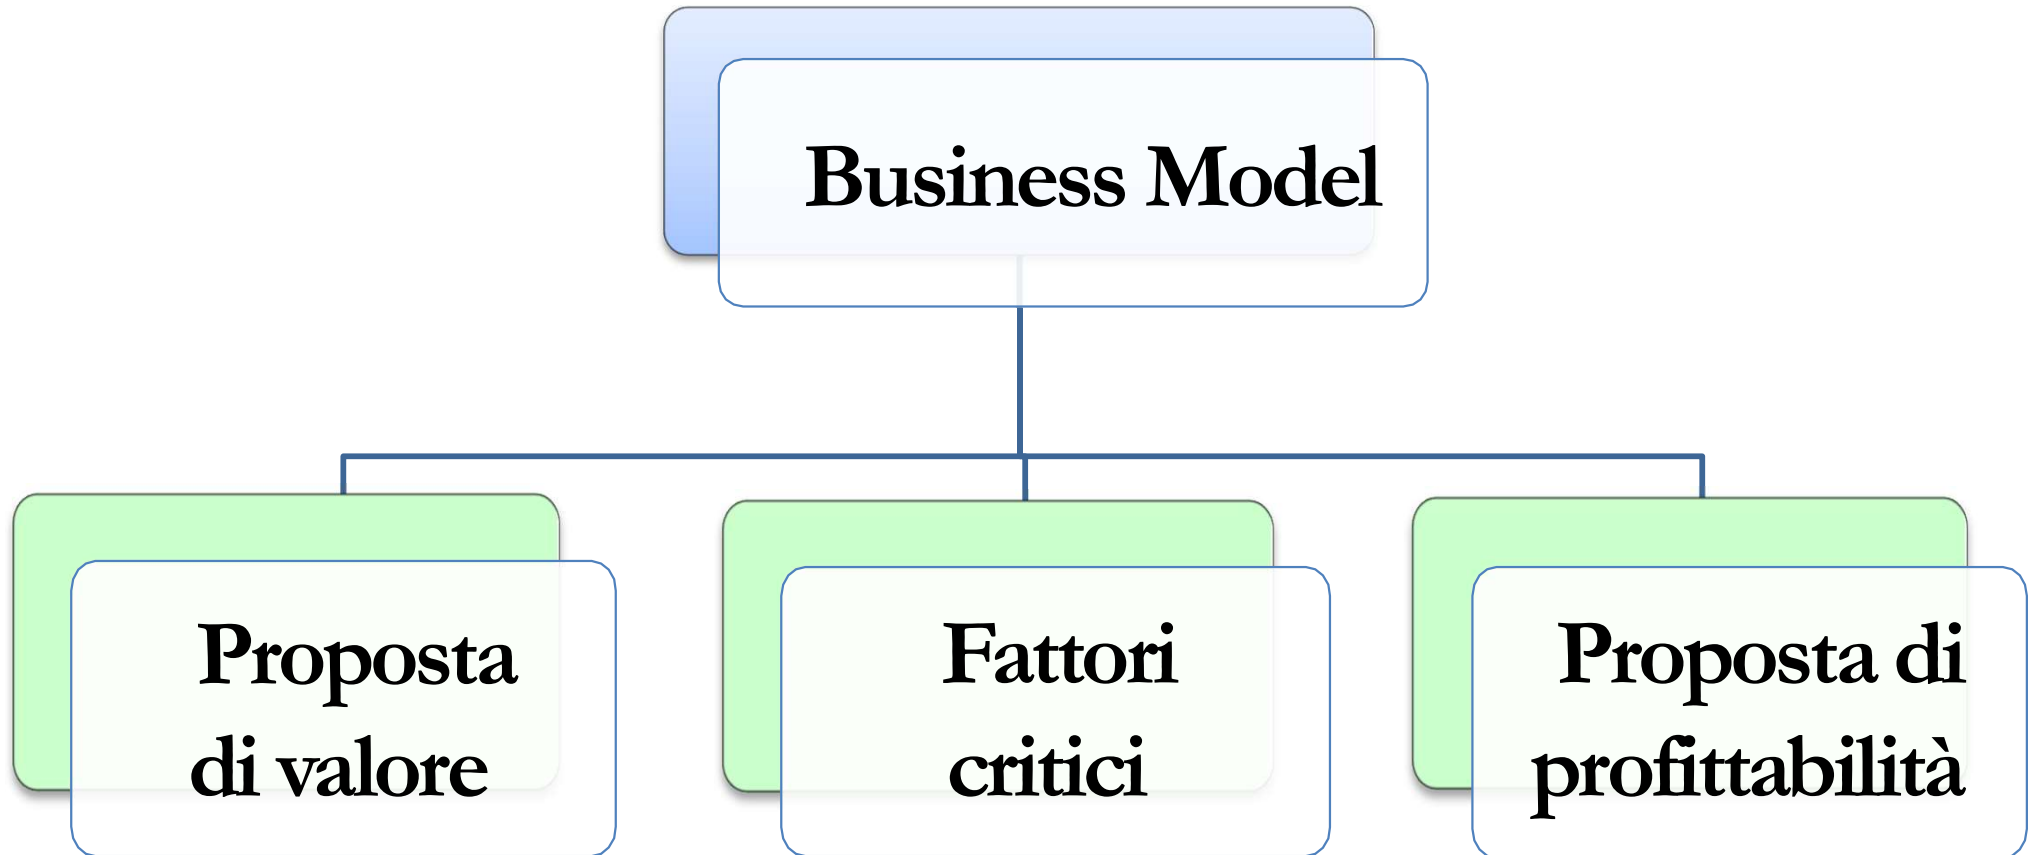 Business Model
Proposta
di valore
Fattori
critici
Proposta di
profittabilità